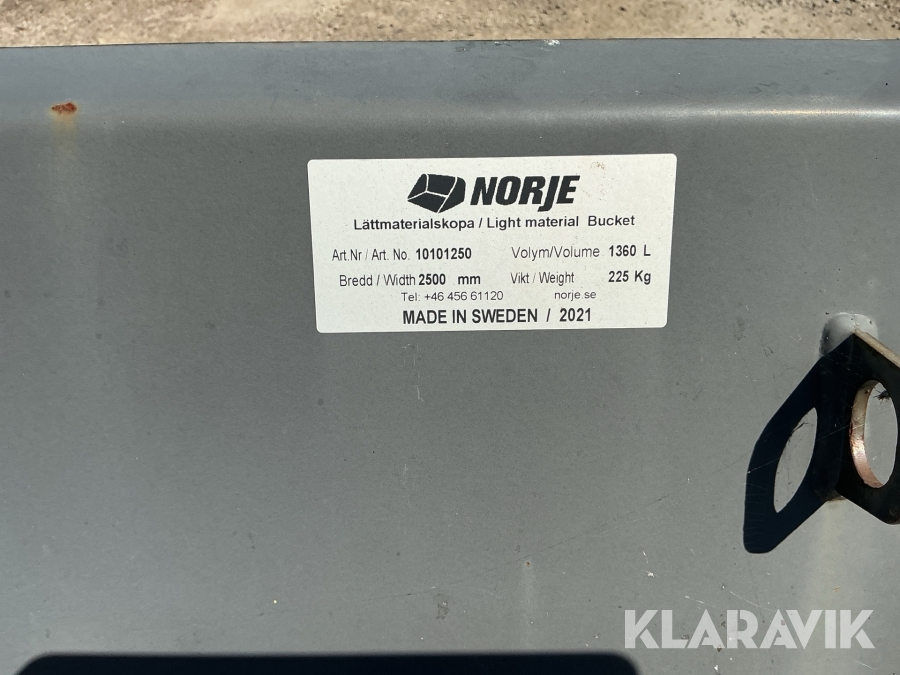 NORJE
Lättmaterialskopa / Light material Bucket
Art.Nr / Art. No. 10101250 Volym/Volume 1360 L
Bredd / Width 2500 mm Vikt / Weight 225 Kg
Tel: +46 456 61120 norje.se
MADE IN SWEDEN / 2021
KLARAVIK